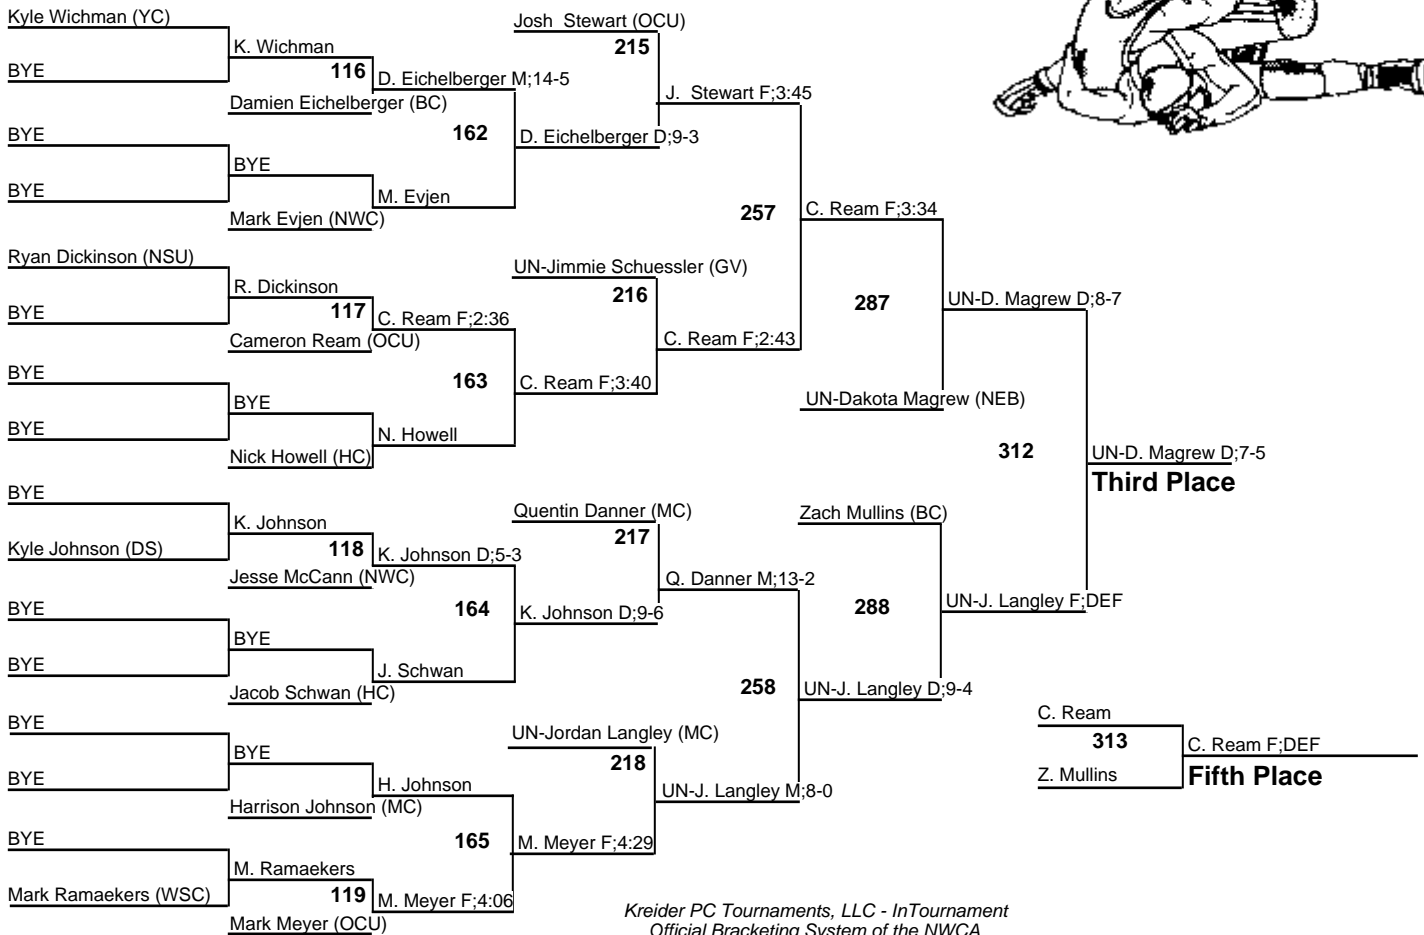 Kyle Wichman (YC)
BYE
K. Wichman
116
Damien Eichelberger (BC)
D. Eichelberger M;14-5
BYE
BYE
BYE
Mark Evjen (NWC)
M. Evjen
162
D. Eichelberger D;9-3
Josh  Stewart (OCU)
215
J.  Stewart F;3:45
Ryan Dickinson (NSU)
BYE
R. Dickinson
117
Cameron Ream (OCU)
C. Ream F;2:36
BYE
BYE
BYE
Nick Howell (HC)
N. Howell
163
C. Ream F;3:40
UN-Jimmie Schuessler (GV)
216
C. Ream F;2:43
257
C. Ream F;3:34
287
UN-Dakota Magrew (NEB)
UN-D. Magrew D;8-7
BYE
Kyle Johnson (DS)
K. Johnson
118
Jesse McCann (NWC)
K. Johnson D;5-3
BYE
BYE
BYE
Jacob Schwan (HC)
J. Schwan
164
K. Johnson D;9-6
Quentin Danner (MC)
217
Q. Danner M;13-2
BYE
BYE
BYE
Harrison Johnson (MC)
H. Johnson
BYE
Mark Ramaekers (WSC)
M. Ramaekers
119
Mark Meyer (OCU)
M. Meyer F;4:06
165
M. Meyer F;4:29
UN-Jordan Langley (MC)
218
UN-J. Langley M;8-0
258
UN-J. Langley D;9-4
Zach Mullins (BC)
288
UN-J. Langley F;DEF
312
UN-D. Magrew D;7-5
Third Place
C. Ream
313
Z. Mullins
C. Ream F;DEF
Fifth Place
Kreider PC Tournaments, LLC - InTournament
Official Bracketing System of the NWCA